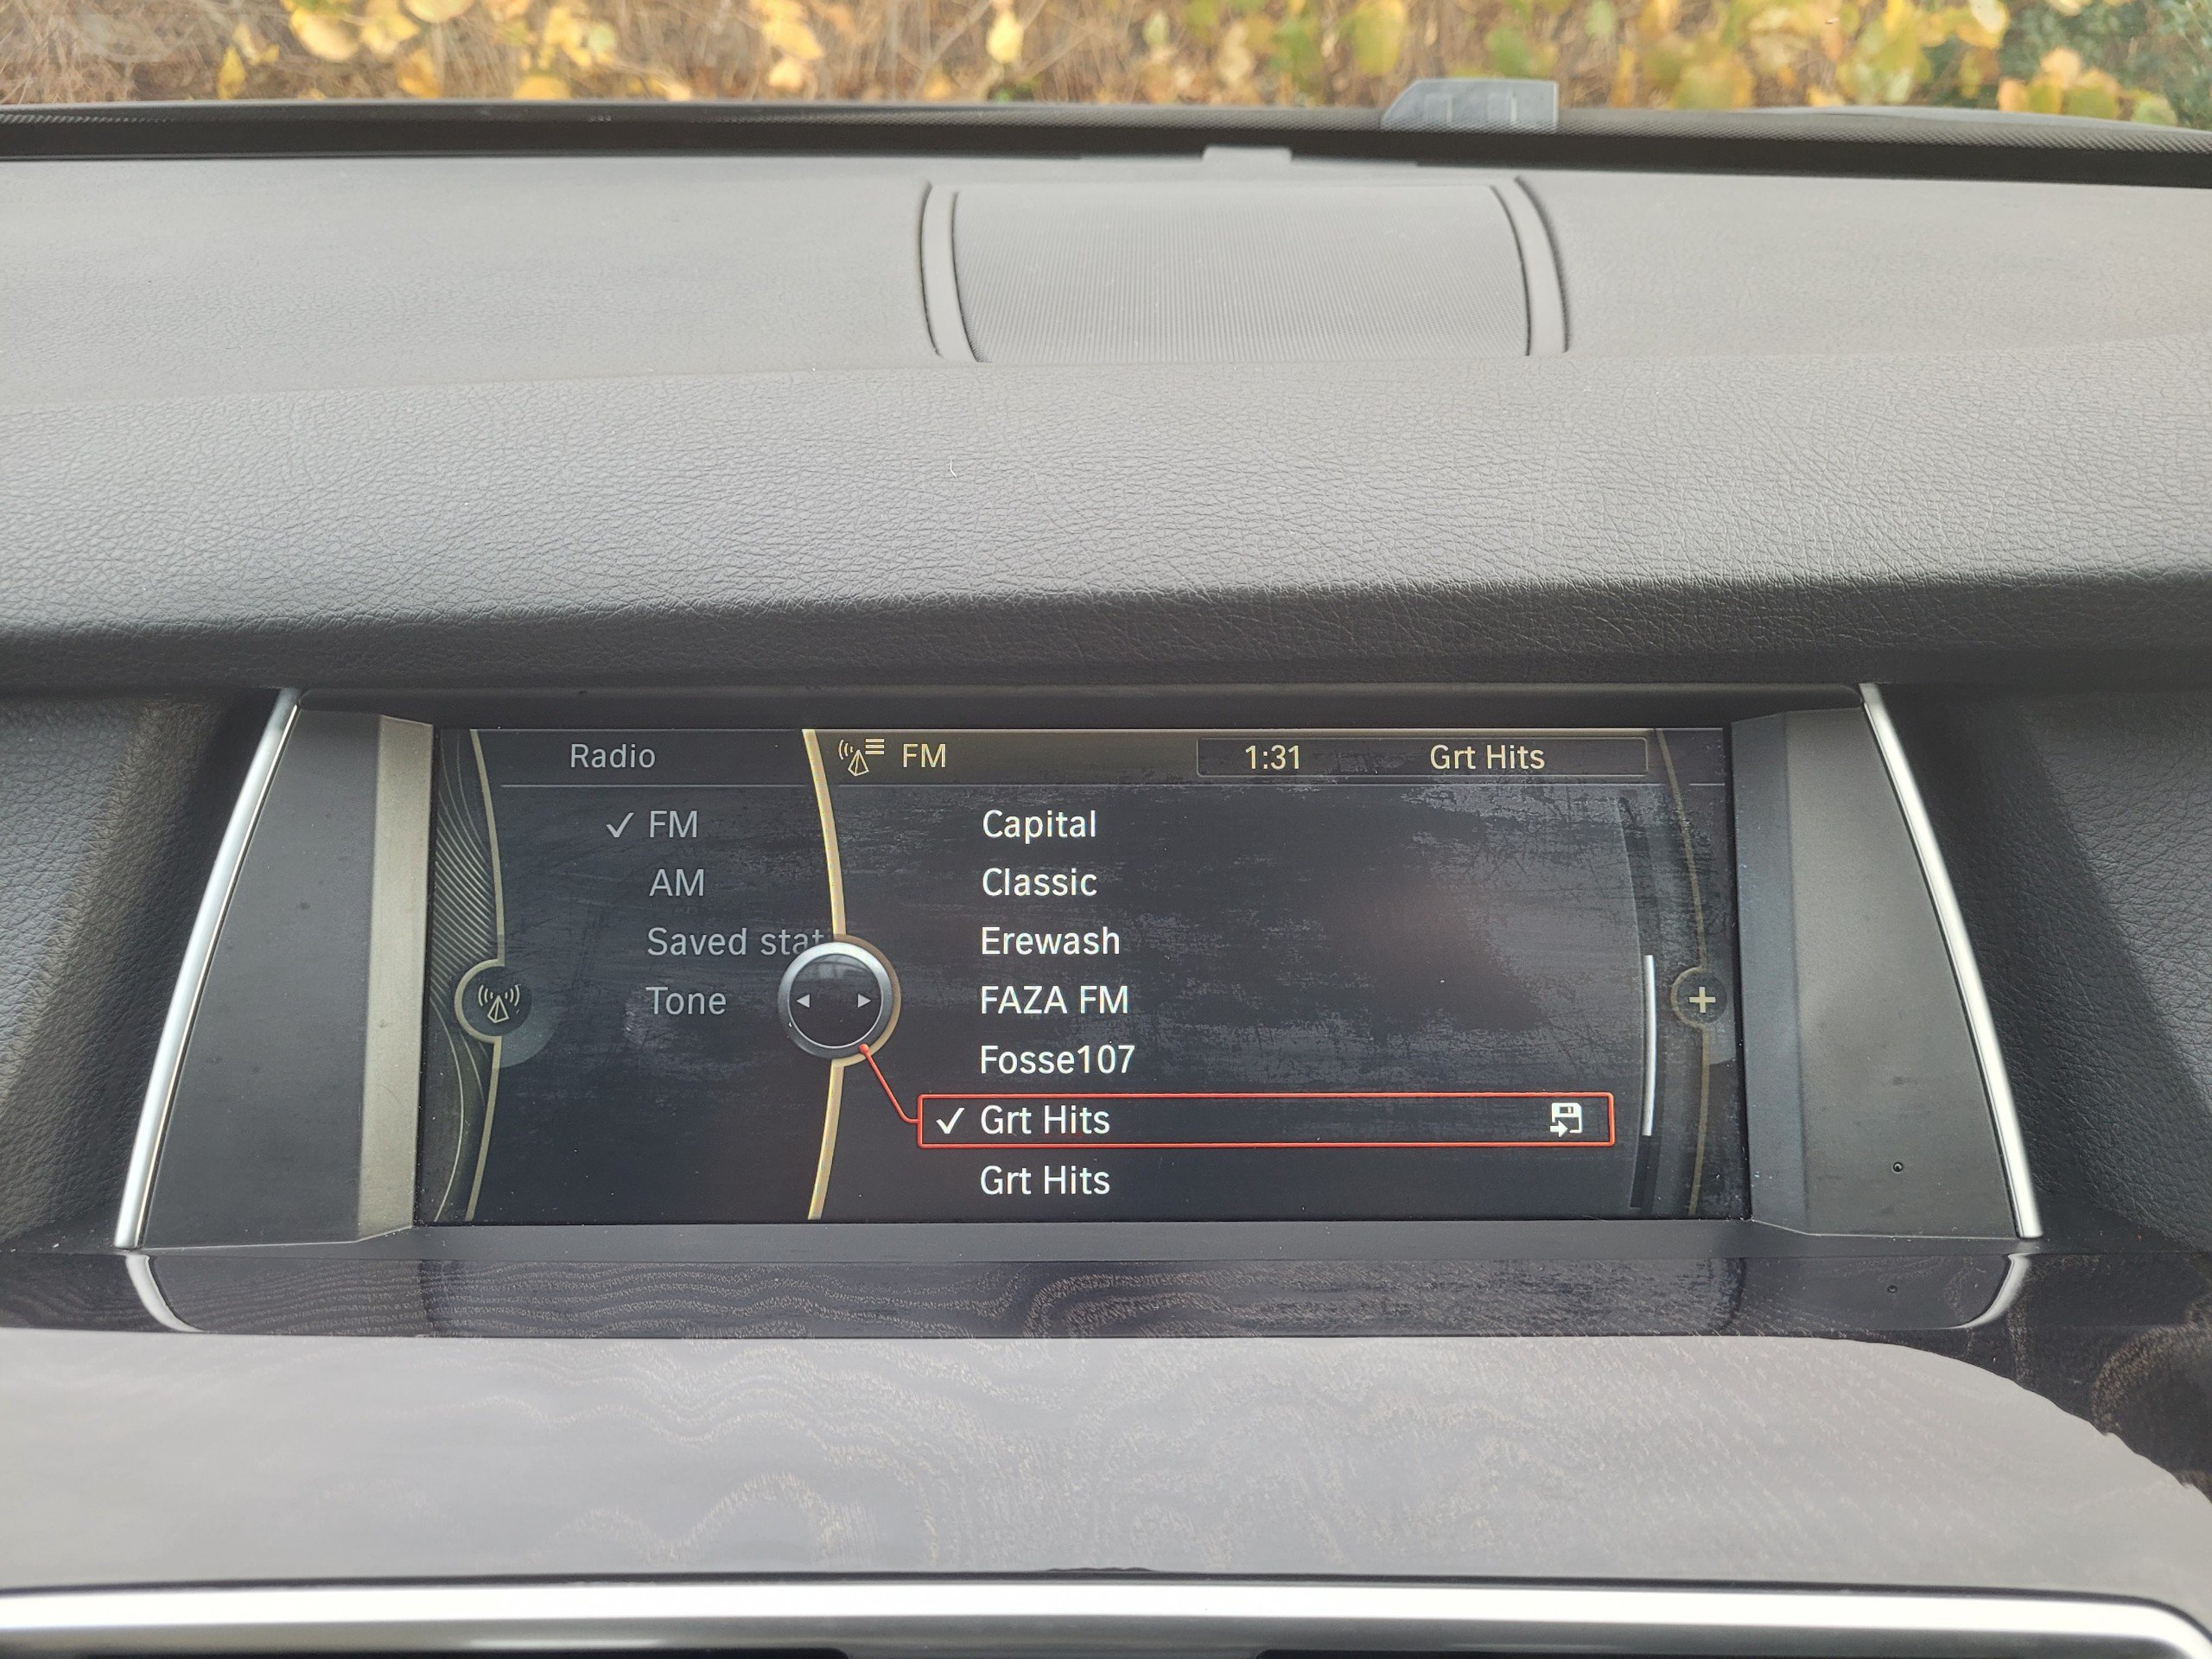 Radio
FM 1:31 Grt Hits
✓ FM
AM
Saved stat
Tone
Capital
Classic
Erewash
FAZA FM
Fosse107
✓ Grt Hits
Grt Hits